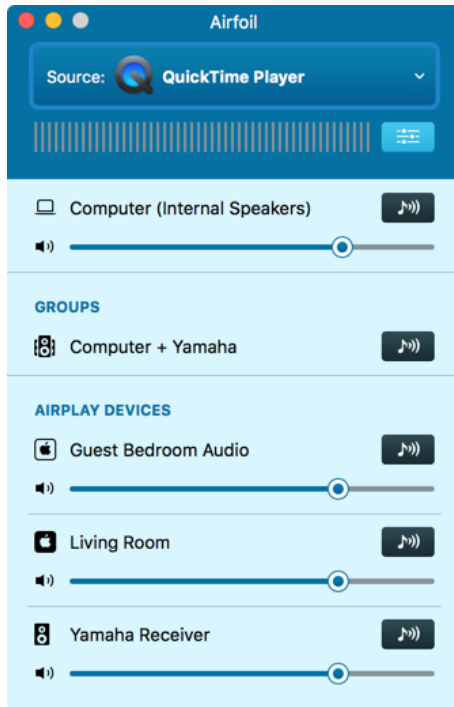 Airfoil
Source: QuickTime Player
Computer (Internal Speakers)
GROUPS
Computer + Yamaha
AIRPLAY DEVICES
Guest Bedroom Audio
Living Room
Yamaha Receiver